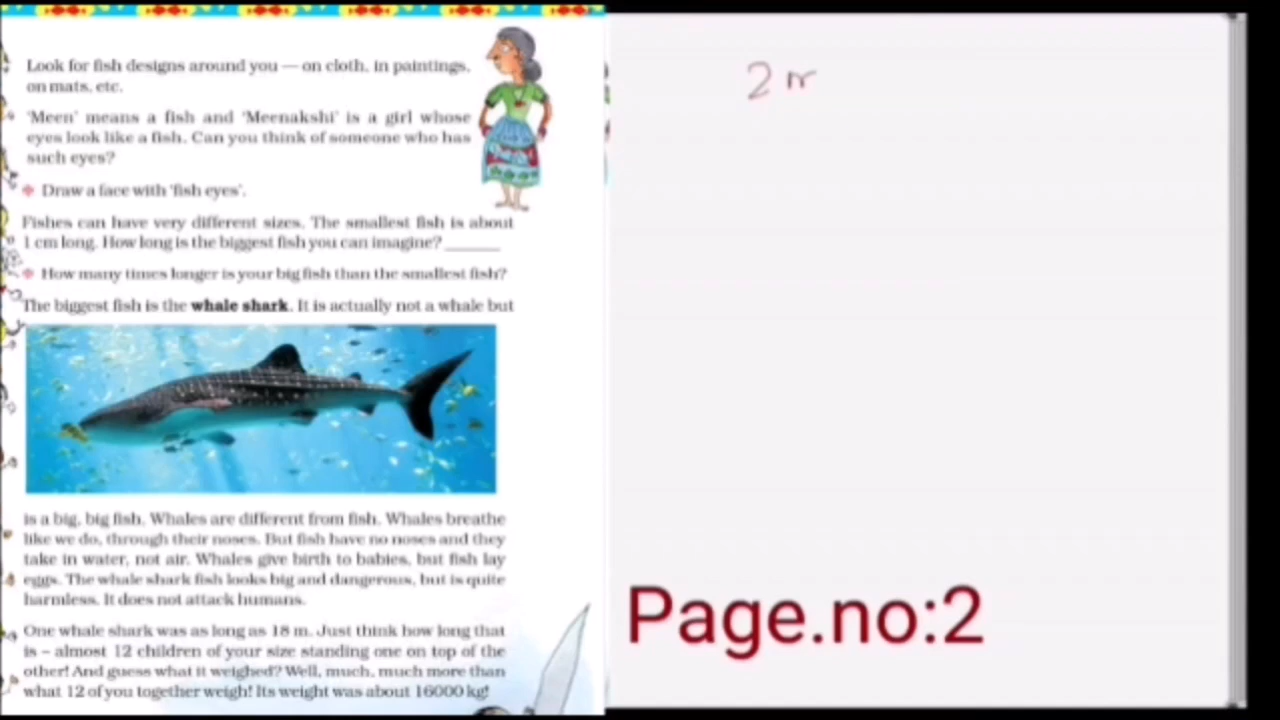 Look for fish designs around you — on cloth, in paintings,
on mats, etc.
'Meen' means a fish and 'Meenakshi' is a girl whose
eyes look like a fish. Can you think of someone who has
such eyes?
Draw a face with 'fish eyes'.
Fishes can have very different sizes. The smallest fish is about
1 cm long. How long is the biggest fish you can imagine? ______
How many times longer is your big fish than the smallest fish?
The biggest fish is the whale shark. It is actually not a whale but
is a big, big fish. Whales are different from fish. Whales breathe
like we do, through their noses. But fish have no noses and they
take in water, not air. Whales give birth to babies, but fish lay
eggs. The whale shark fish looks big and dangerous, but is quite
harmless. It does not attack humans.
One whale shark was as long as 18 m. Just think how long that
is – almost 12 children of your size standing one on top of the
other! And guess what it weighed? Well, much, much more than
what 12 of you together weigh! Its weight was about 16000 kg!
2 m
Page.no:2